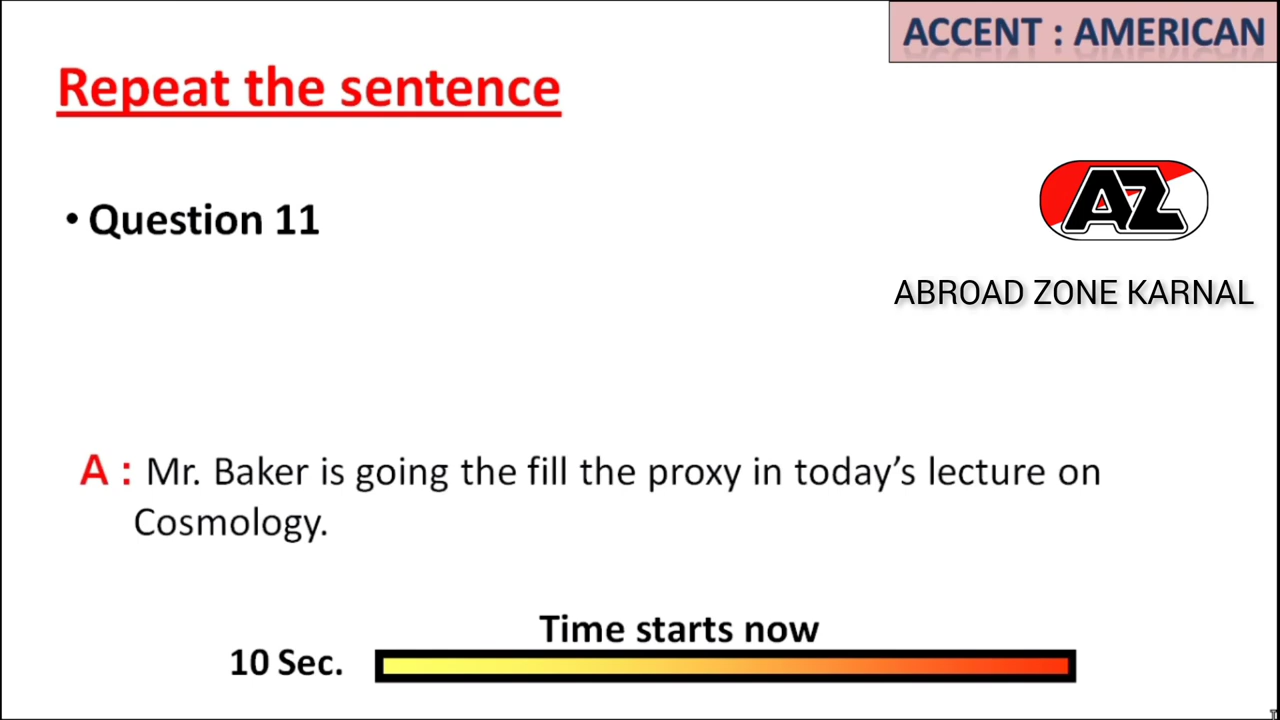 ACCENT : AMERICAN
Repeat the sentence
• Question 11
AZ
ABROAD ZONE KARNAL
A : Mr. Baker is going the fill the proxy in today’s lecture on
Cosmology.
Time starts now
10 Sec.